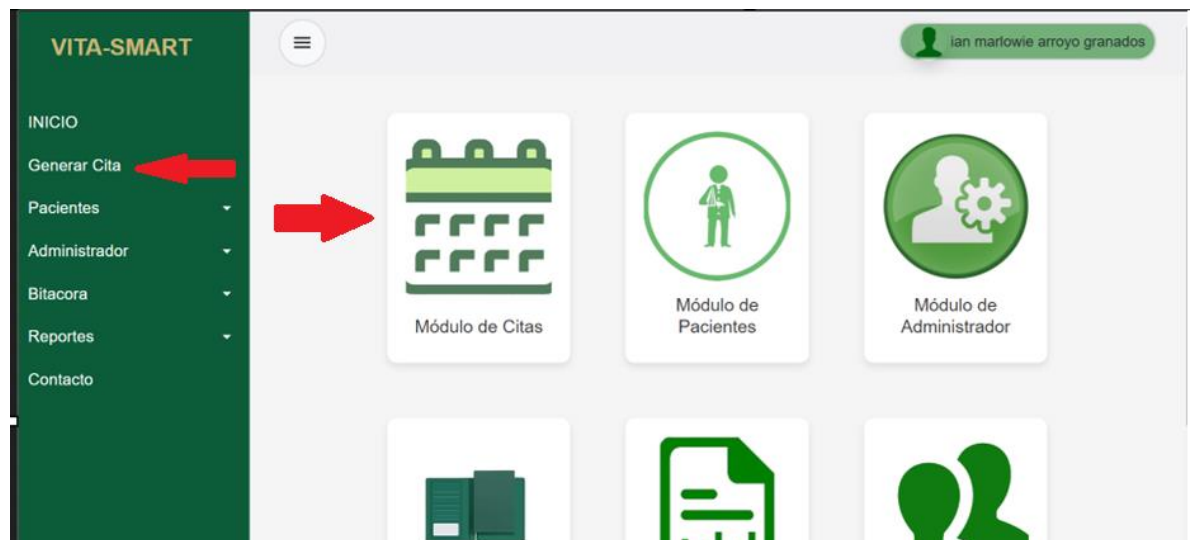 VITA-SMART
ian marlowie arroyo granados
INICIO
Generar Cita
Pacientes
Administrador
Bitacora
Reportes
Contacto
Módulo de Citas
Módulo de
Pacientes
Módulo de
Administrador